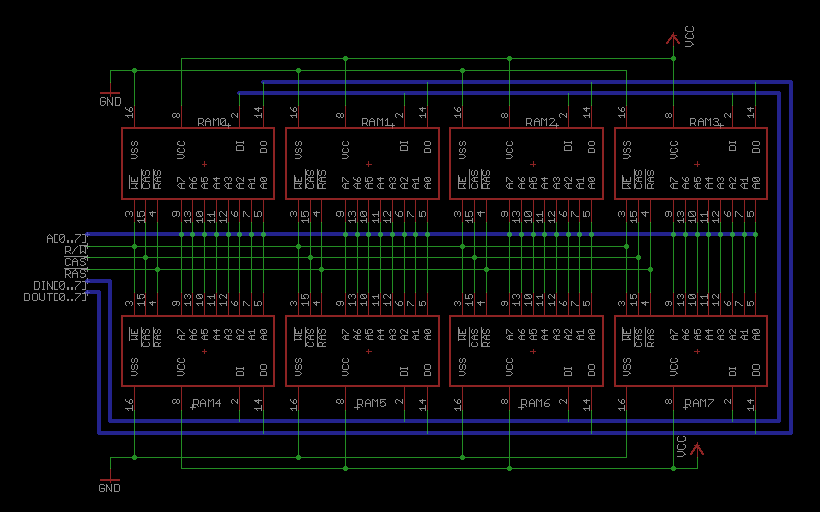 VCC
GND
16 8 RAM0 2 14 16 8 RAM1 2 14 16 8 RAM2 2 14 16 8 RAM3 2 14
VSS VCC DI DO VSS VCC DI DO VSS VCC DI DO VSS VCC DI DO
WE CAS RAS A7 A6 A5 A4 A3 A2 A1 A0 WE CAS RAS A7 A6 A5 A4 A3 A2 A1 A0 WE CAS RAS A7 A6 A5 A4 A3 A2 A1 A0 WE CAS RAS A7 A6 A5 A4 A3 A2 A1 A0
3 15 4 9 13 10 11 12 6 7 5 3 15 4 9 13 10 11 12 6 7 5 3 15 4 9 13 10 11 12 6 7 5 3 15 4 9 13 10 11 12 6 7 5
A[0..7]
R/W
CAS
RAS
DIN[0..7]
DOUT[0..7]
3 15 4 9 13 10 11 12 6 7 5 3 15 4 9 13 10 11 12 6 7 5 3 15 4 9 13 10 11 12 6 7 5 3 15 4 9 13 10 11 12 6 7 5
WE CAS RAS A7 A6 A5 A4 A3 A2 A1 A0 WE CAS RAS A7 A6 A5 A4 A3 A2 A1 A0 WE CAS RAS A7 A6 A5 A4 A3 A2 A1 A0 WE CAS RAS A7 A6 A5 A4 A3 A2 A1 A0
VSS VCC DI DO VSS VCC DI DO VSS VCC DI DO VSS VCC DI DO
16 8 RAM4 2 14 16 8 RAM5 2 14 16 8 RAM6 2 14 16 8 RAM7 2 14
VCC
GND